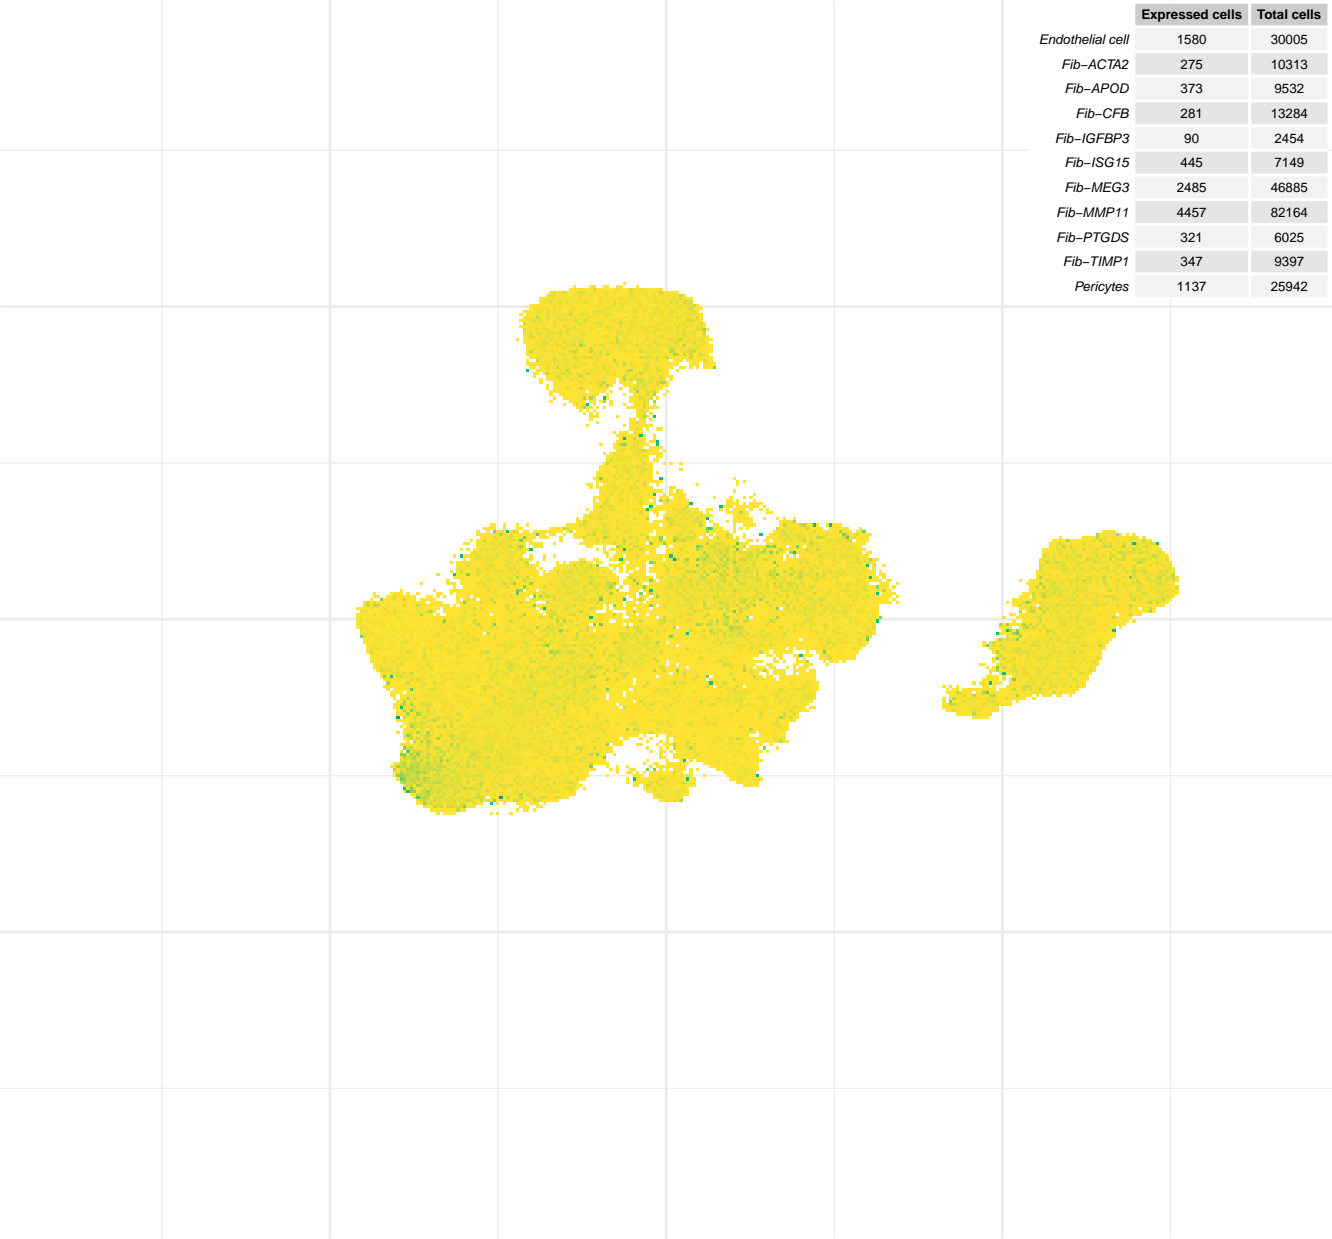 Expressed cells Total cells
Endothelial cell 1580 30005
Fib−ACTA2 275 10313
Fib−APOD 373 9532
Fib−CFB 281 13284
Fib−IGFBP3 90 2454
Fib−ISG15 445 7149
Fib−MEG3 2485 46885
Fib−MMP11 4457 82164
Fib−PTGDS 321 6025
Fib−TIMP1 347 9397
Pericytes 1137 25942